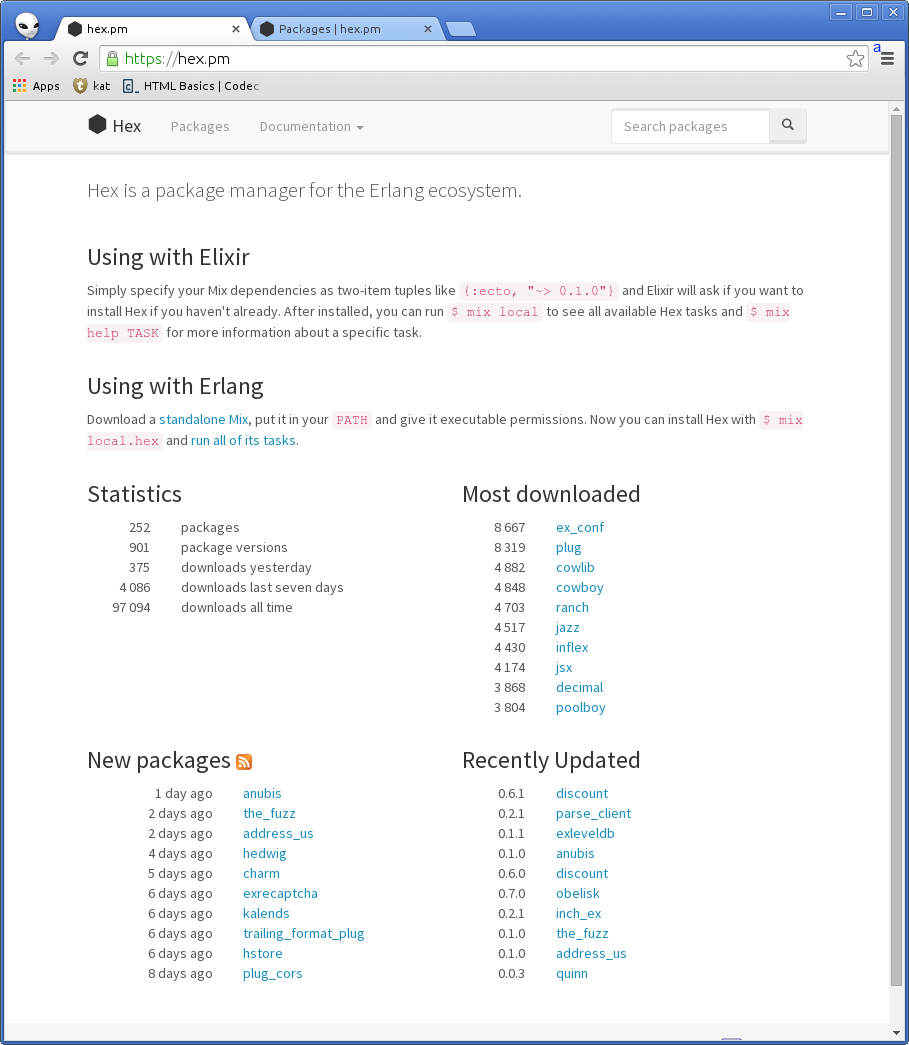 hex.pm
Packages | hex.pm
https://hex.pm
a
Apps kat HTML Basics | Codec
Hex Packages Documentation Search packages
Hex is a package manager for the Erlang ecosystem.
Using with Elixir
Simply specify your Mix dependencies as two-item tuples like {:ecto, "~> 0.1.0"} and Elixir will ask if you want to
install Hex if you haven't already. After installed, you can run $ mix local to see all available Hex tasks and $ mix
help TASK for more information about a specific task.
Using with Erlang
Download a standalone Mix, put it in your PATH and give it executable permissions. Now you can install Hex with $ mix
local.hex and run all of its tasks.
Statistics
252 packages
901 package versions
375 downloads yesterday
4 086 downloads last seven days
97 094 downloads all time
Most downloaded
8 667 ex_conf
8 319 plug
4 882 cowlib
4 848 cowboy
4 703 ranch
4 517 jazz
4 430 inflex
4 174 jsx
3 868 decimal
3 804 poolboy
New packages
1 day ago anubis
2 days ago the_fuzz
2 days ago address_us
4 days ago hedwig
5 days ago charm
6 days ago exrecaptcha
6 days ago kalends
6 days ago trailing_format_plug
6 days ago hstore
8 days ago plug_cors
Recently Updated
0.6.1 discount
0.2.1 parse_client
0.1.1 exleveldb
0.1.0 anubis
0.6.0 discount
0.7.0 obelisk
0.2.1 inch_ex
0.1.0 the_fuzz
0.1.0 address_us
0.0.3 quinn